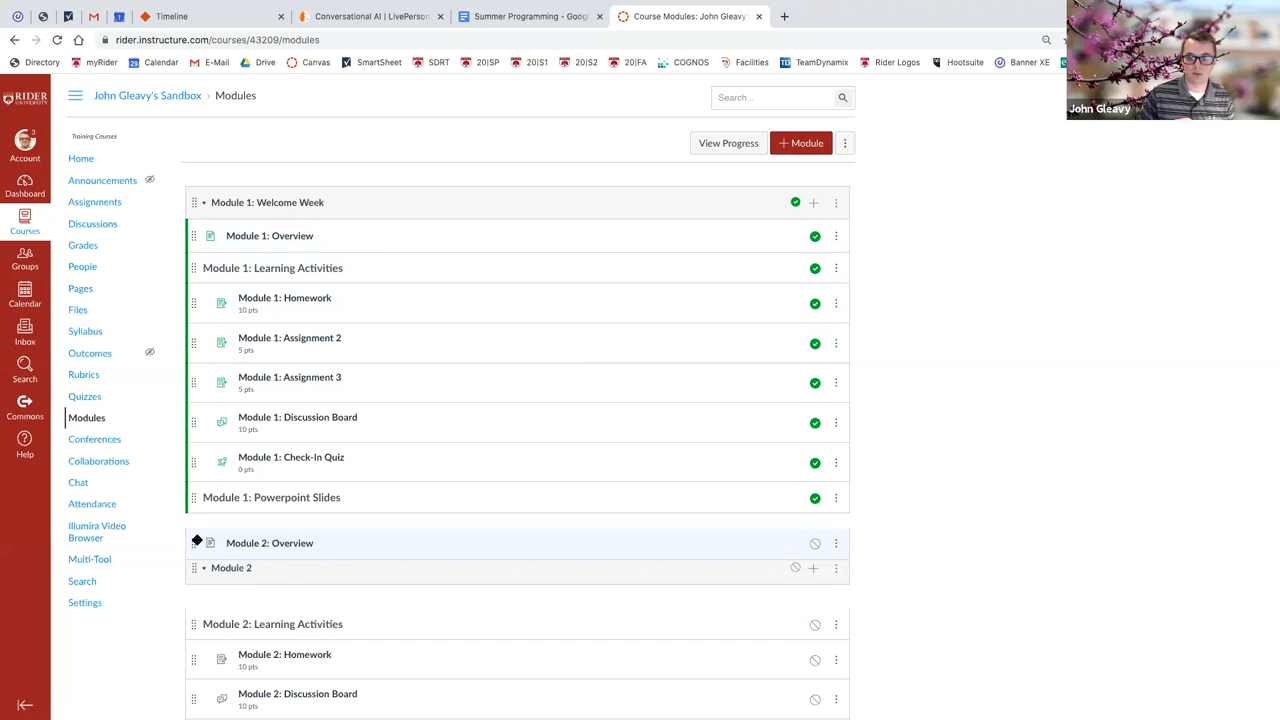 Timeline
Conversational AI | LivePerson
Summer Programming - Goog
Course Modules: John Gleavy'
rider.instructure.com/courses/43209/modules
Directory
myRider
Calendar
E-Mail
Drive
Canvas
SmartSheet
SDRT
20|SP
20|S1
20|S2
20|FA
COGNOS
Facilities
TeamDynamix
Rider Logos
Hootsuite
Banner XE
John Gleavy
RIDER
UNIVERSITY
3
Account
Dashboard
Courses
Groups
Calendar
Inbox
Search
Commons
Help
John Gleavy's Sandbox › Modules
Search...
Training Courses
Home
Announcements
Assignments
Discussions
Grades
People
Pages
Files
Syllabus
Outcomes
Rubrics
Quizzes
Modules
Conferences
Collaborations
Chat
Attendance
Illumira Video
Browser
Multi-Tool
Search
Settings
View Progress
+ Module
Module 1: Welcome Week
Module 1: Overview
Module 1: Learning Activities
Module 1: Homework
10 pts
Module 1: Assignment 2
5 pts
Module 1: Assignment 3
5 pts
Module 1: Discussion Board
10 pts
Module 1: Check-In Quiz
0 pts
Module 1: Powerpoint Slides
Module 2: Overview
Module 2
Module 2: Learning Activities
Module 2: Homework
10 pts
Module 2: Discussion Board
10 pts